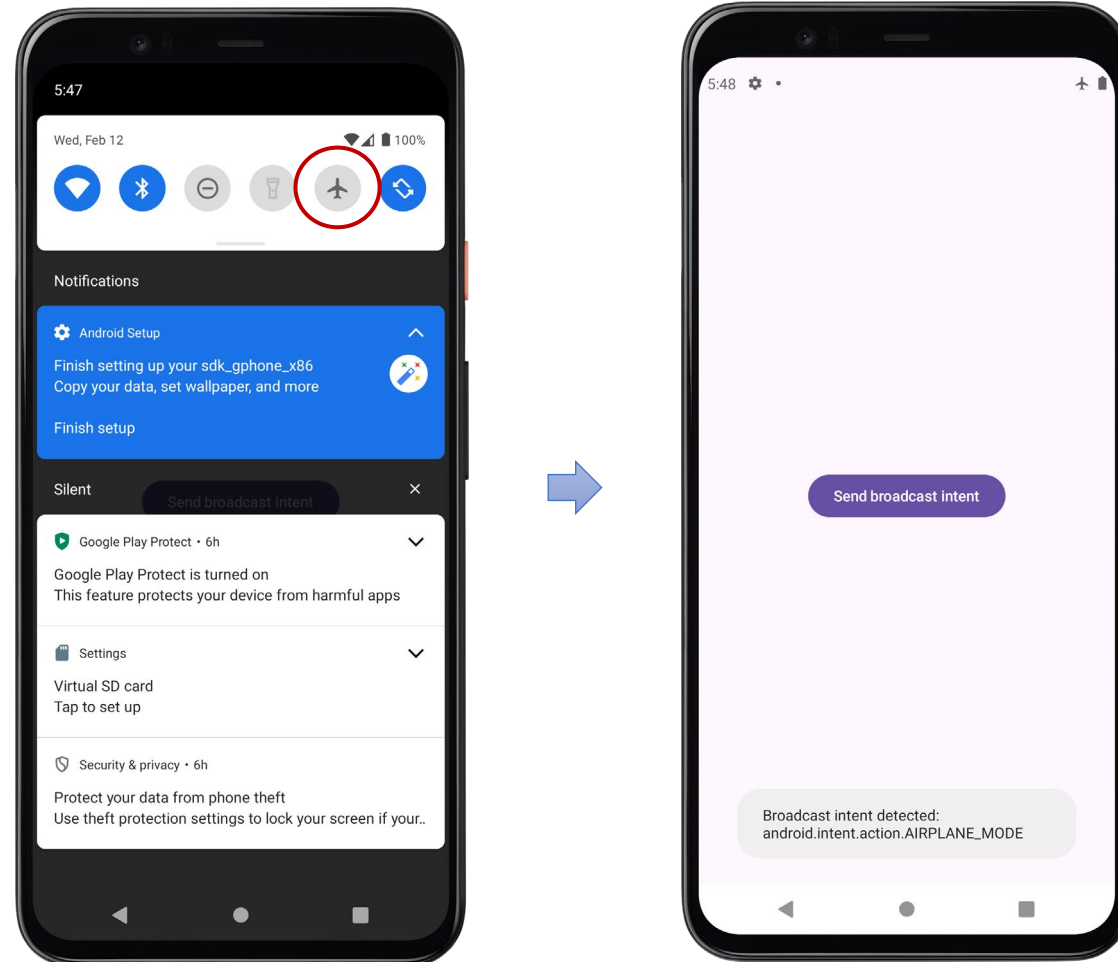 5:47
Wed, Feb 12
100%
Notifications
Android Setup
Finish setting up your sdk_gphone_x86
Copy your data, set wallpaper, and more
Finish setup
Silent
Send broadcast intent
Google Play Protect • 6h
Google Play Protect is turned on
This feature protects your device from harmful apps
Settings
Virtual SD card
Tap to set up
Security & privacy • 6h
Protect your data from phone theft
Use theft protection settings to lock your screen if your..
5:48
Send broadcast intent
Broadcast intent detected:
android.intent.action.AIRPLANE_MODE